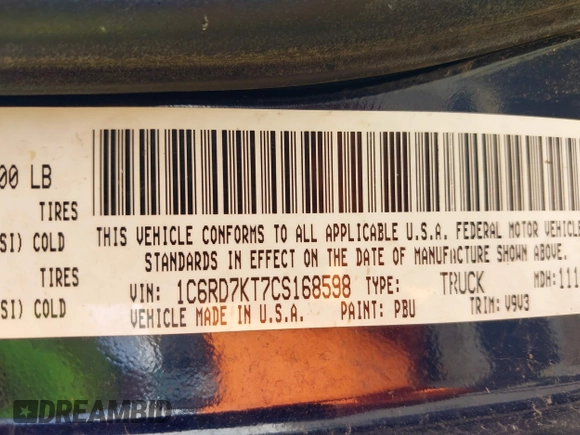 00 LB
TIRES
SI) COLD
TIRES
SI) COLD
THIS VEHICLE CONFORMS TO ALL APPLICABLE U.S.A. FEDERAL MOTOR VEHICLE
STANDARDS IN EFFECT ON THE DATE OF MANUFACTURE SHOWN ABOVE.
VIN: 1C6RD7KT7CS168598 TYPE: TRUCK MDH: 111
VEHICLE MADE IN U.S.A. PAINT: PBU TRIM: V9V3
DREAMBID